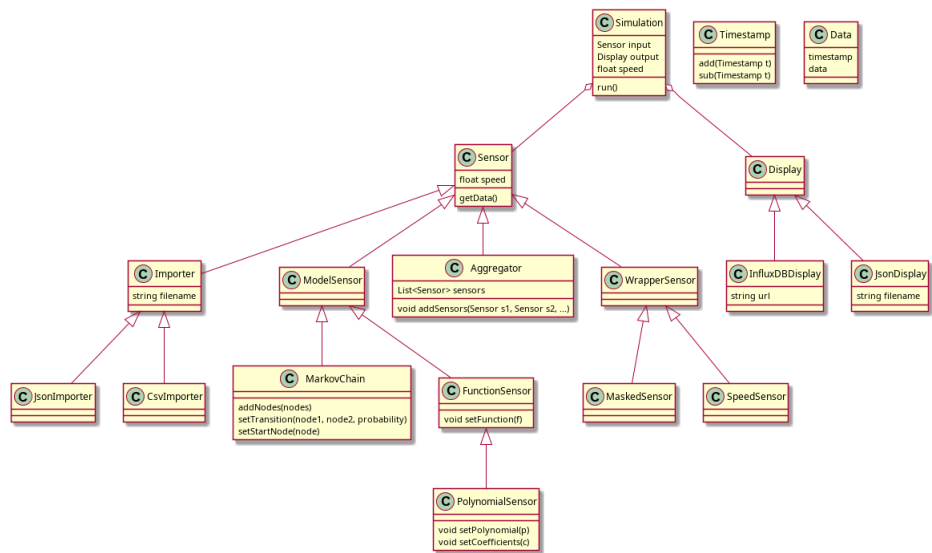 C Simulation
Sensor input
Display output
float speed
run()
C Timestamp
add(Timestamp t)
sub(Timestamp t)
C Data
timestamp
data
C Sensor
float speed
getData()
C Display
C Importer
string filename
C ModelSensor
C Aggregator
List<Sensor> sensors
void addSensors(Sensor s1, Sensor s2, ...)
C WrapperSensor
C InfluxDBDisplay
string url
C JsonDisplay
string filename
C JsonImporter
C CsvImporter
C MarkovChain
addNodes(nodes)
setTransition(node1, node2, probability)
setStartNode(node)
C FunctionSensor
void setFunction(f)
C MaskedSensor
C SpeedSensor
C PolynomialSensor
void setPolynomial(p)
void setCoefficients(c)